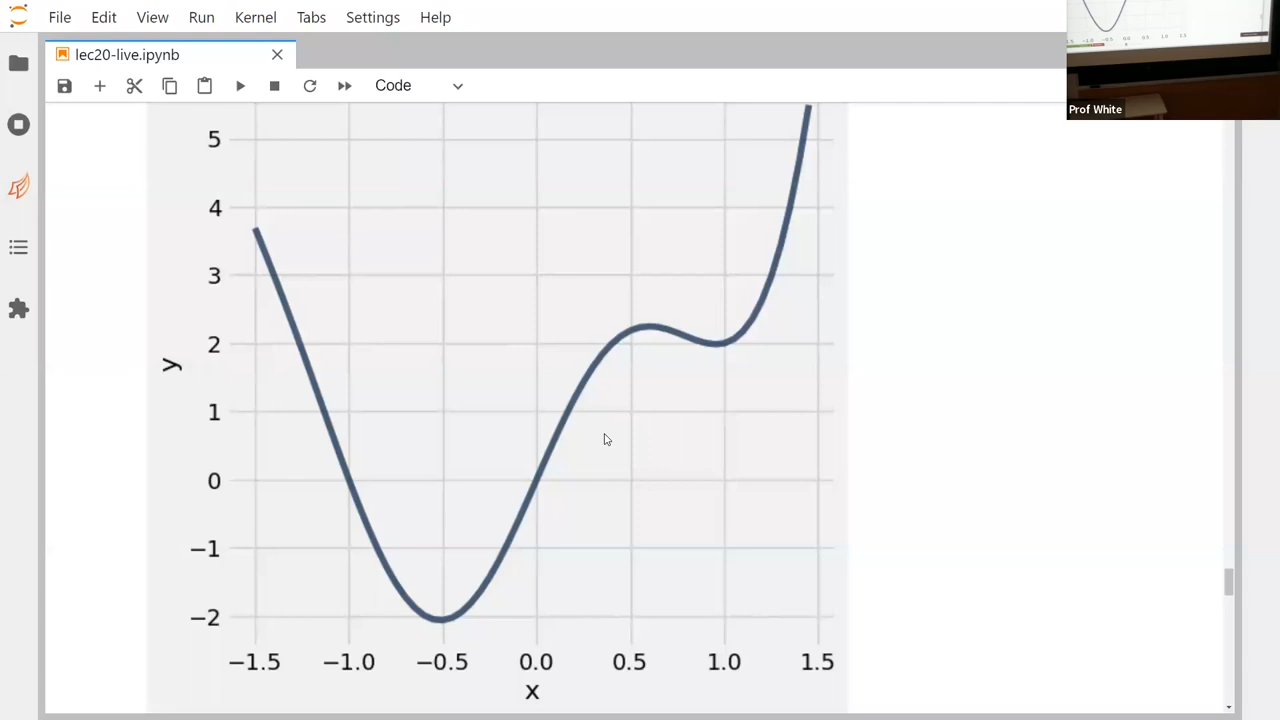 File Edit View Run Kernel Tabs Settings Help
lec20-live.ipynb
Code
Prof White
5
4
3
2
1
0
−1
−2
y
−1.5 −1.0 −0.5 0.0 0.5 1.0 1.5
x